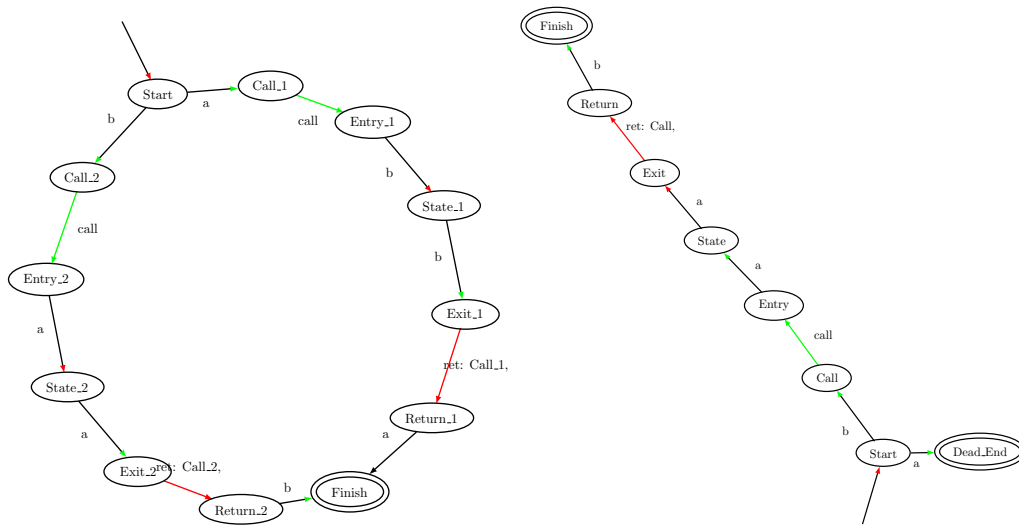 Start
a
Call_1
call
Entry_1
b
State_1
b
Exit_1
ret: Call_1,
Return_1
a
b
Call_2
call
Entry_2
a
State_2
a
Exit_2
ret: Call_2,
Return_2
b
Finish
Finish
b
Return
ret: Call,
Exit
a
State
a
Entry
call
Call
b
Start
a
Dead_End